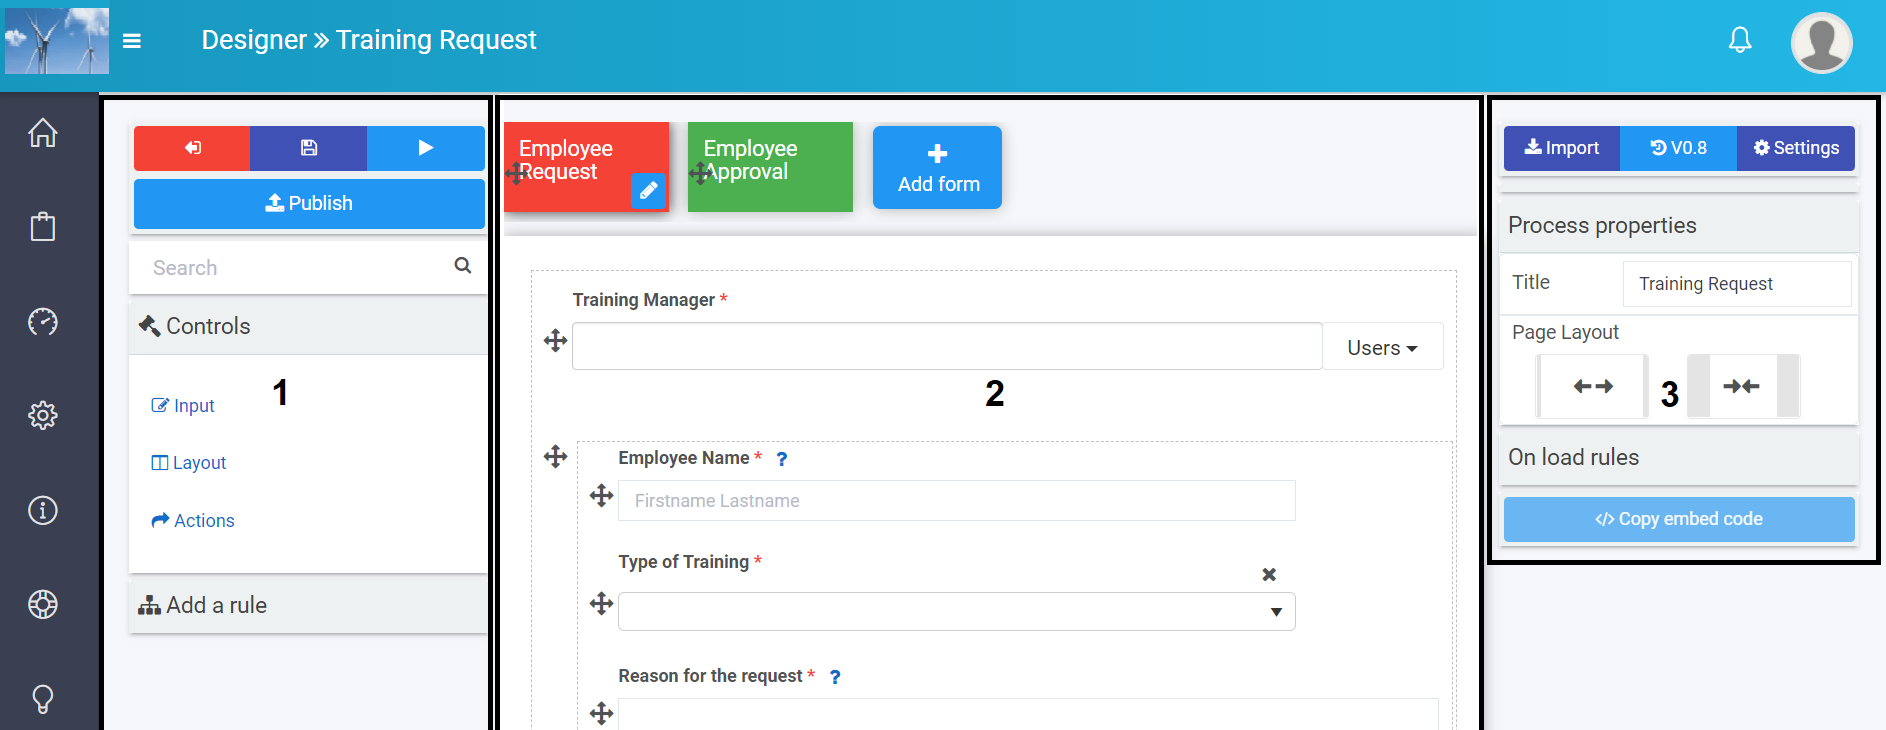 Designer » Training Request
Publish
Search
Controls
1
Input
Layout
Actions
Add a rule
Employee
Request
Employee
Approval
Add form
Training Manager *
Users
2
Employee Name * ?
Firstname Lastname
Type of Training *
Reason for the request * ?
Import
V0.8
Settings
Process properties
Title
Training Request
Page Layout
3
On load rules
</> Copy embed code